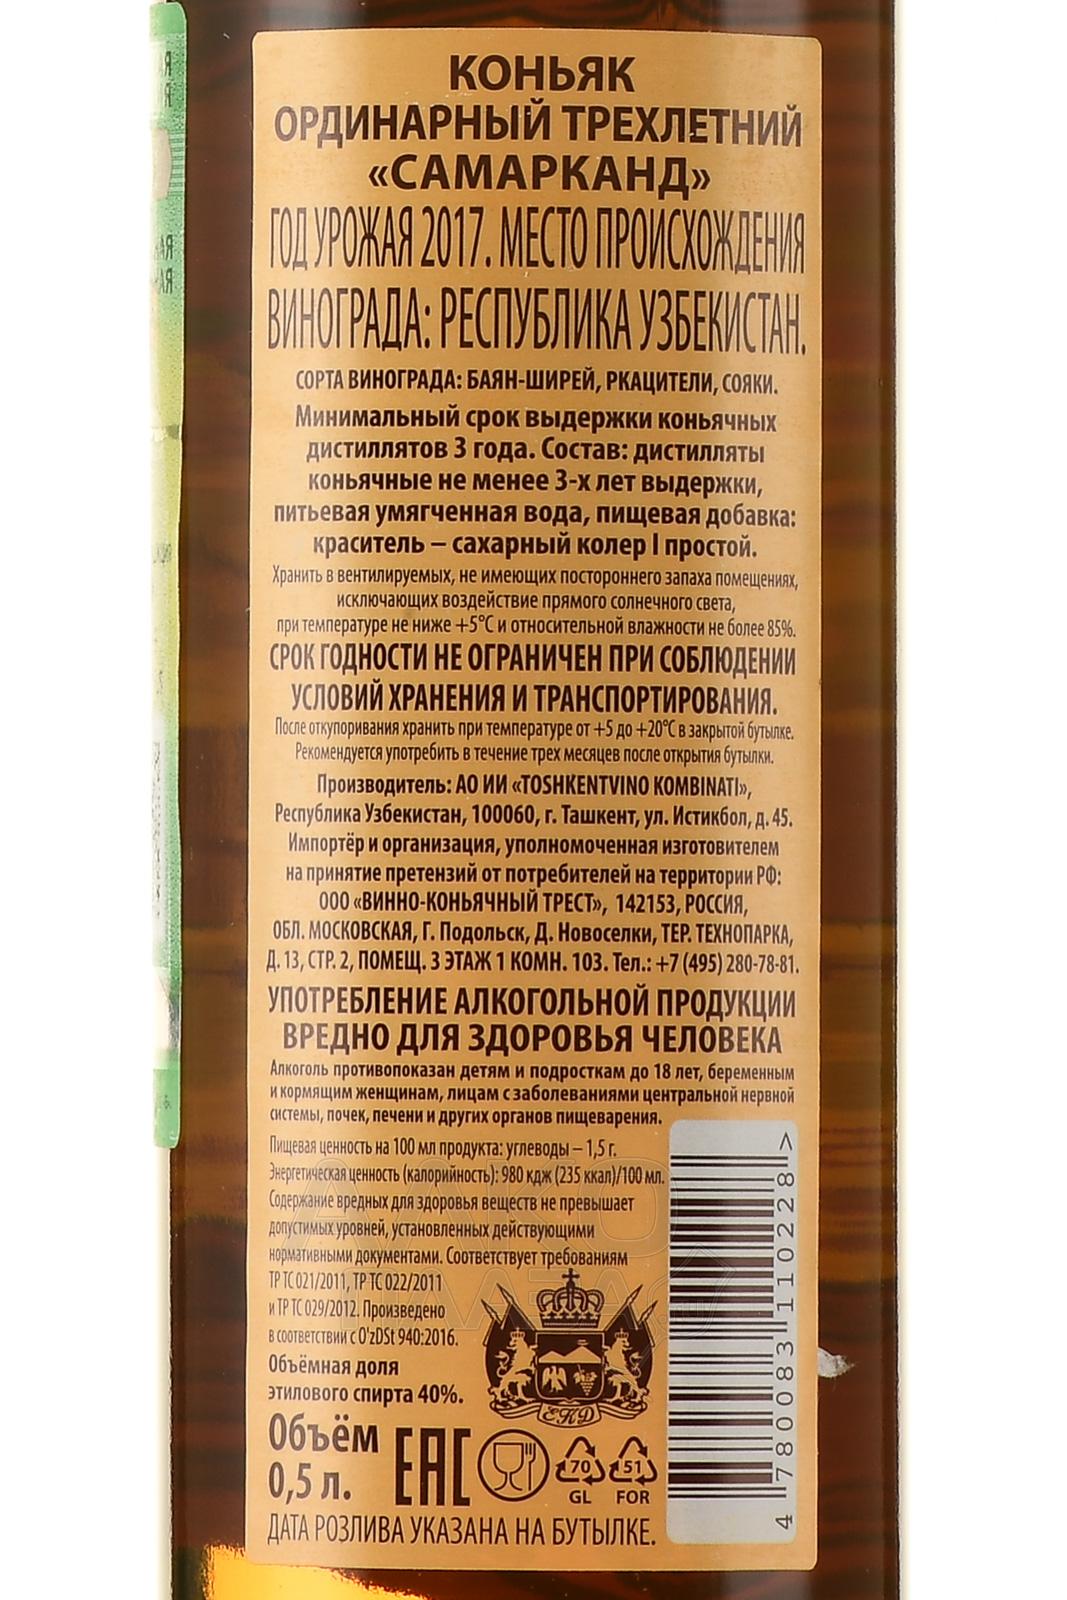 КОНЬЯК
ОРДИНАРНЫЙ ТРЕХЛЕТНИЙ
«САМАРКАНД»
ГОД УРОЖАЯ 2017. МЕСТО ПРОИСХОЖДЕНИЯ
ВИНОГРАДА: РЕСПУБЛИКА УЗБЕКИСТАН.
СОРТА ВИНОГРАДА: БАЯН-ШИРЕЙ, РКАЦИТЕЛИ, СОЯКИ.
Минимальный срок выдержки коньячных
дистиллятов 3 года. Состав: дистилляты
коньячные не менее 3-х лет выдержки,
питьевая умягченная вода, пищевая добавка:
краситель – сахарный колер I простой.
Хранить в вентилируемых, не имеющих постороннего запаха помещениях,
исключающих воздействие прямого солнечного света,
при температуре не ниже +5°С и относительной влажности не более 85%.
СРОК ГОДНОСТИ НЕ ОГРАНИЧЕН ПРИ СОБЛЮДЕНИИ
УСЛОВИЙ ХРАНЕНИЯ И ТРАНСПОРТИРОВАНИЯ.
После откупоривания хранить при температуре от +5 до +20°С в закрытой бутылке.
Рекомендуется употребить в течение трех месяцев после открытия бутылки.
Производитель: АО ИИ «TOSHKENTVINO KOMBINATI»,
Республика Узбекистан, 100060, г. Ташкент, ул. Истикбол, д. 45.
Импортёр и организация, уполномоченная изготовителем
на принятие претензий от потребителей на территории РФ:
ООО «ВИННО-КОНЬЯЧНЫЙ ТРЕСТ», 142153, РОССИЯ,
ОБЛ. МОСКОВСКАЯ, Г. Подольск, Д. Новоселки, ТЕР. ТЕХНОПАРКА,
Д. 13, СТР. 2, ПОМЕЩ. 3 ЭТАЖ 1 КОМН. 103. Тел.: +7 (495) 280-78-81.
УПОТРЕБЛЕНИЕ АЛКОГОЛЬНОЙ ПРОДУКЦИИ
ВРЕДНО ДЛЯ ЗДОРОВЬЯ ЧЕЛОВЕКА
Алкоголь противопоказан детям и подросткам до 18 лет, беременным
и кормящим женщинам, лицам с заболеваниями центральной нервной
системы, почек, печени и других органов пищеварения.
Пищевая ценность на 100 мл продукта: углеводы – 1,5 г.
Энергетическая ценность (калорийность): 980 кдж (235 ккал)/100 мл.
Содержание вредных для здоровья веществ не превышает
допустимых уровней, установленных действующими
нормативными документами. Соответствует требованиям
ТР ТС 021/2011, ТР ТС 022/2011
и ТР ТС 029/2012. Произведено
в соответствии с O'zDSt 940:2016.
Объёмная доля
этилового спирта 40%.
Объём
0,5 л.
EAC
70
GL
51
FOR
ЕКД
ДАТА РОЗЛИВА УКАЗАНА НА БУТЫЛКЕ.
4 780083 110228 >